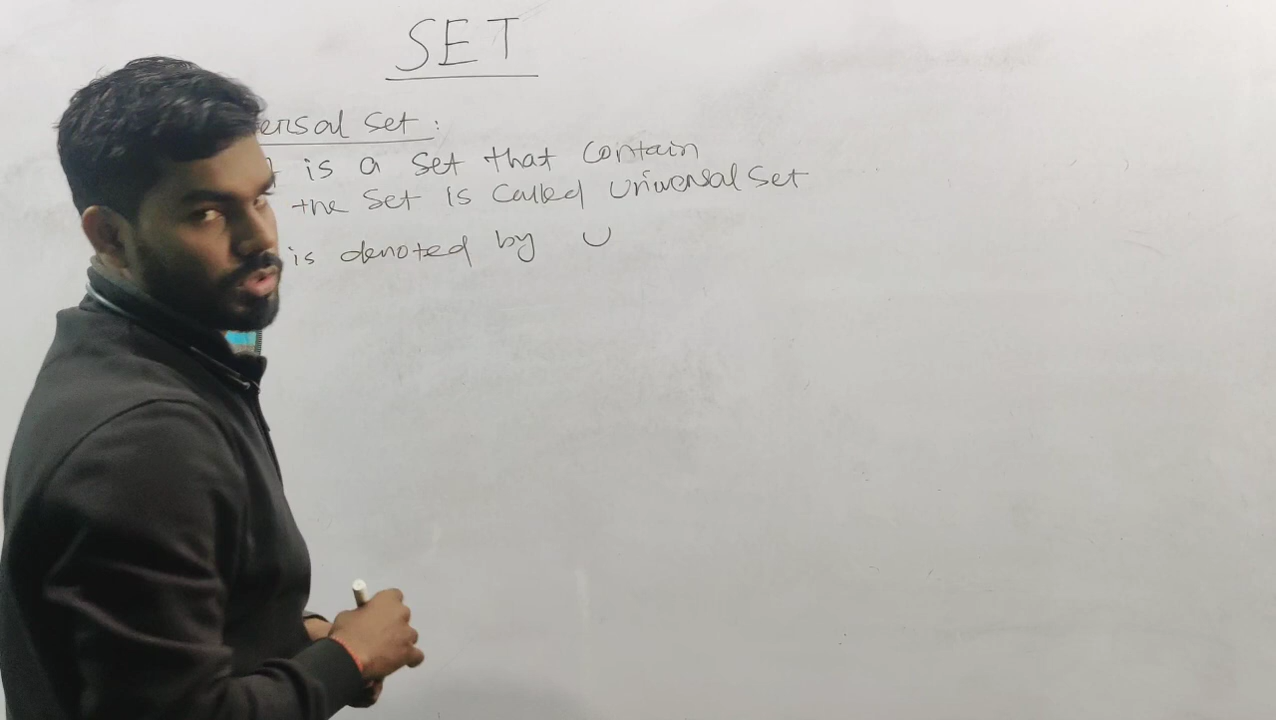 SET
ersal set :
is a set that contain
the set is called universal set
is denoted by U